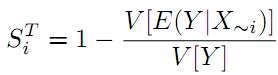 $S_i^T = 1 - \frac{V[E(Y|X_{\sim i})]}{V[Y]}$